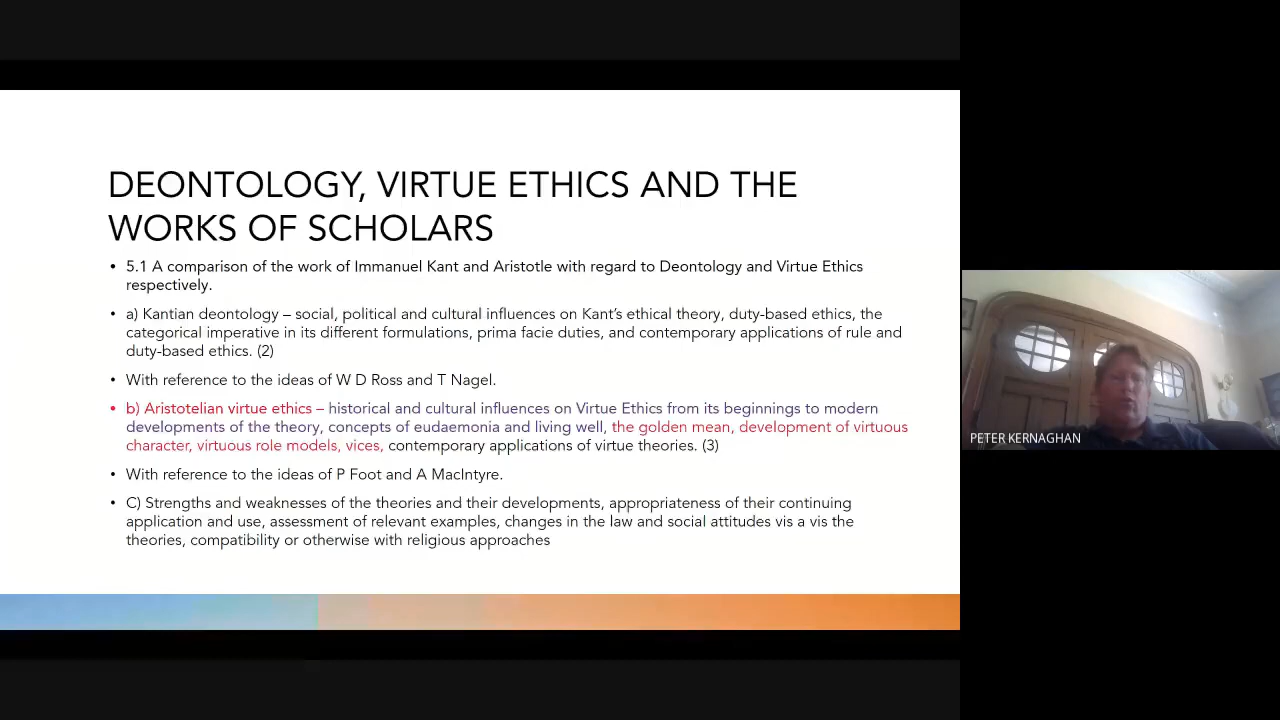 DEONTOLOGY, VIRTUE ETHICS AND THE
WORKS OF SCHOLARS
• 5.1 A comparison of the work of Immanuel Kant and Aristotle with regard to Deontology and Virtue Ethics
respectively.
• a) Kantian deontology – social, political and cultural influences on Kant's ethical theory, duty-based ethics, the
categorical imperative in its different formulations, prima facie duties, and contemporary applications of rule and
duty-based ethics. (2)
• With reference to the ideas of W D Ross and T Nagel.
• b) Aristotelian virtue ethics – historical and cultural influences on Virtue Ethics from its beginnings to modern
developments of the theory, concepts of eudaemonia and living well, the golden mean, development of virtuous
character, virtuous role models, vices, contemporary applications of virtue theories. (3)
• With reference to the ideas of P Foot and A MacIntyre.
• C) Strengths and weaknesses of the theories and their developments, appropriateness of their continuing
application and use, assessment of relevant examples, changes in the law and social attitudes vis a vis the
theories, compatibility or otherwise with religious approaches
PETER KERNAGHAN